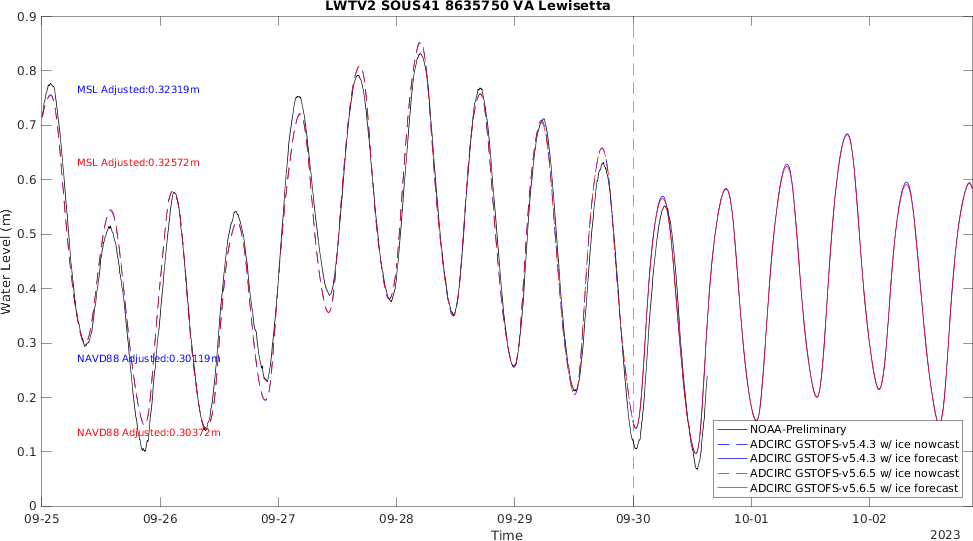 LWTV2 SOUS41 8635750 VA Lewisetta
0.9
0.8
0.7
0.6
0.5
0.4
0.3
0.2
0.1
0
Water Level (m)
MSL Adjusted:0.32319m
MSL Adjusted:0.32572m
NAVD88 Adjusted:0.30119m
NAVD88 Adjusted:0.30372m
NOAA-Preliminary
ADCIRC GSTOFS-v5.4.3 w/ ice nowcast
ADCIRC GSTOFS-v5.4.3 w/ ice forecast
ADCIRC GSTOFS-v5.6.5 w/ ice nowcast
ADCIRC GSTOFS-v5.6.5 w/ ice forecast
09-25 09-26 09-27 09-28 09-29 09-30 10-01 10-02
Time
2023